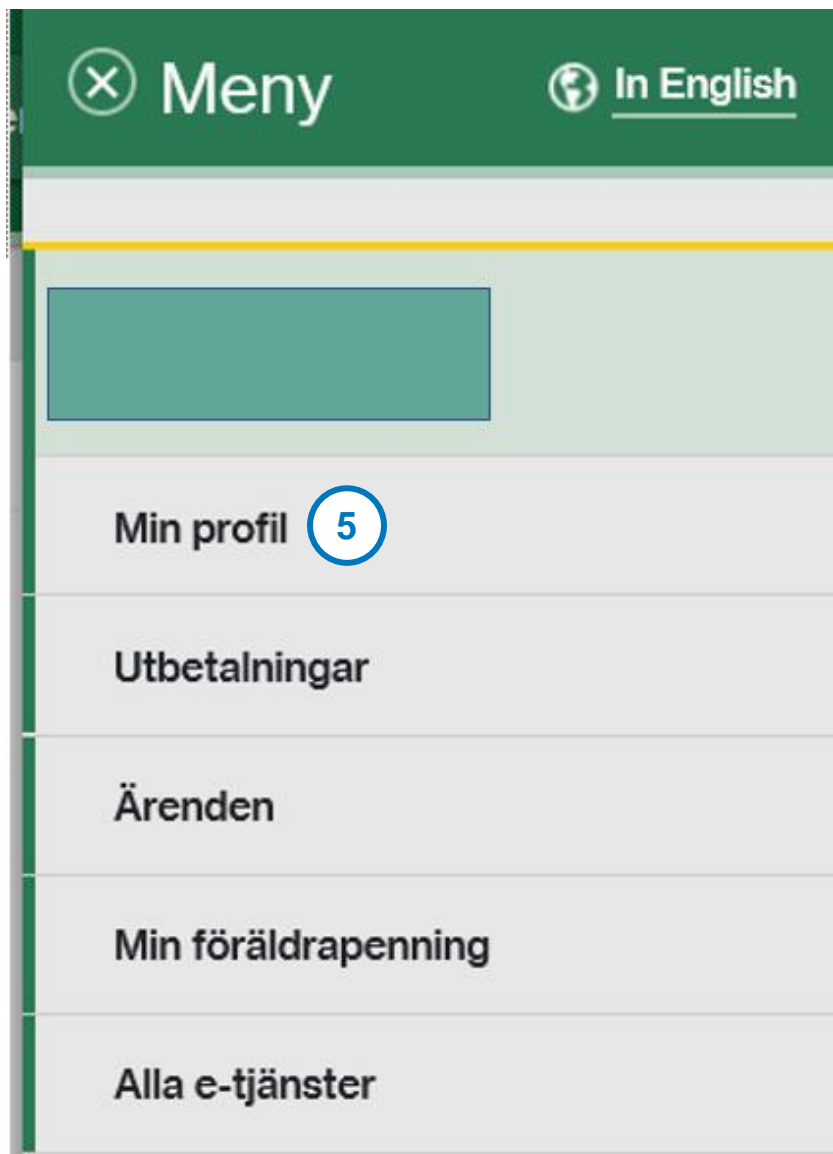 Meny
In English
Min profil 5
Utbetalningar
Ärenden
Min föräldrapenning
Alla e-tjänster